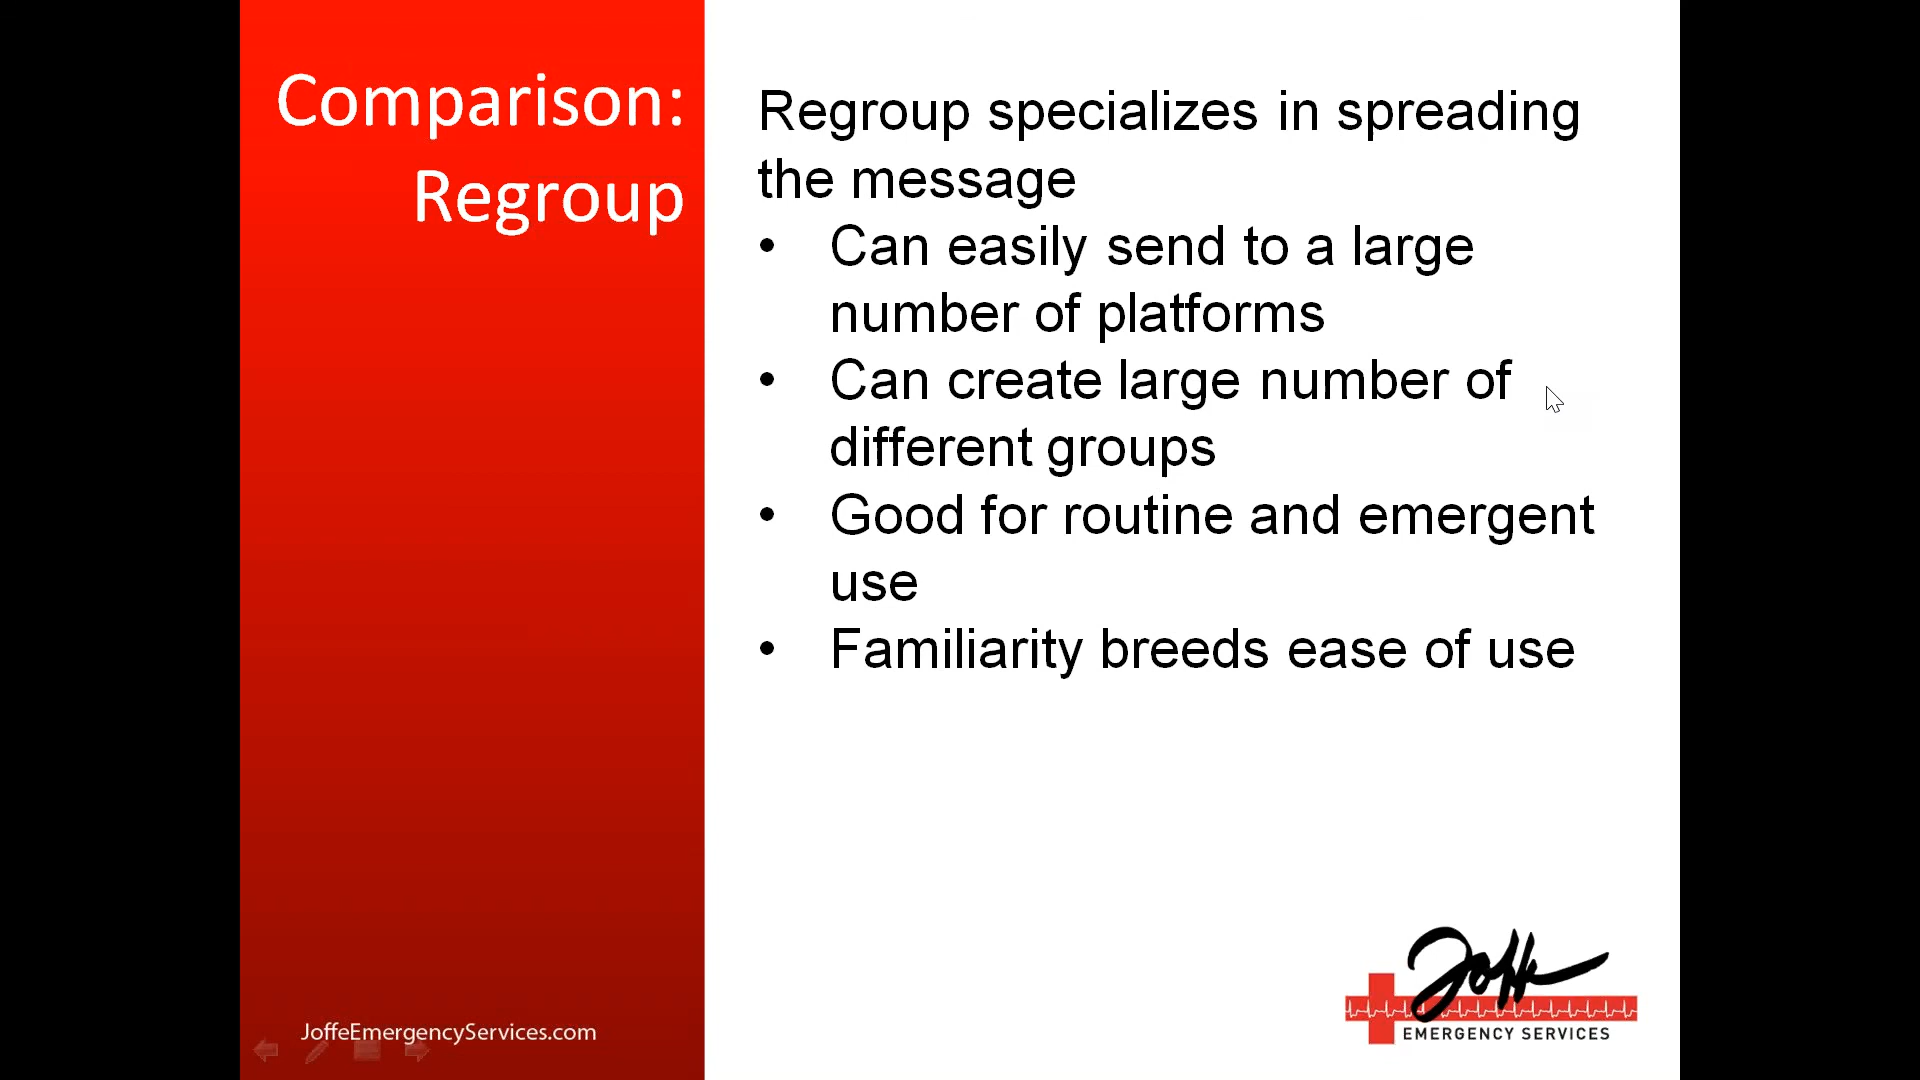 Comparison:
Regroup
Regroup specializes in spreading
the message
• Can easily send to a large
number of platforms
• Can create large number of
different groups
• Good for routine and emergent
use
• Familiarity breeds ease of use
JoffeEmergencyServices.com
Joffe
EMERGENCY SERVICES